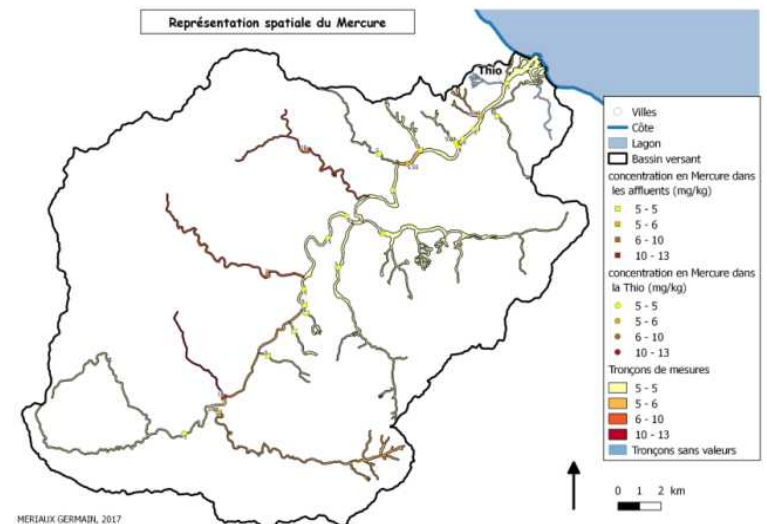 Représentation spatiale du Mercure
Thio
Villes
Côte
Lagon
Bassin versant
concentration en Mercure dans
les affluents (mg/kg)
5 - 5
5 - 6
6 - 10
10 - 13
concentration en Mercure dans
la Thio (mg/kg)
5 - 5
5 - 6
6 - 10
10 - 13
Tronçons de mesures
5 - 5
5 - 6
6 - 10
10 - 13
Tronçons sans valeurs
0 1 2 km
MERIAUX GERMAIN, 2017